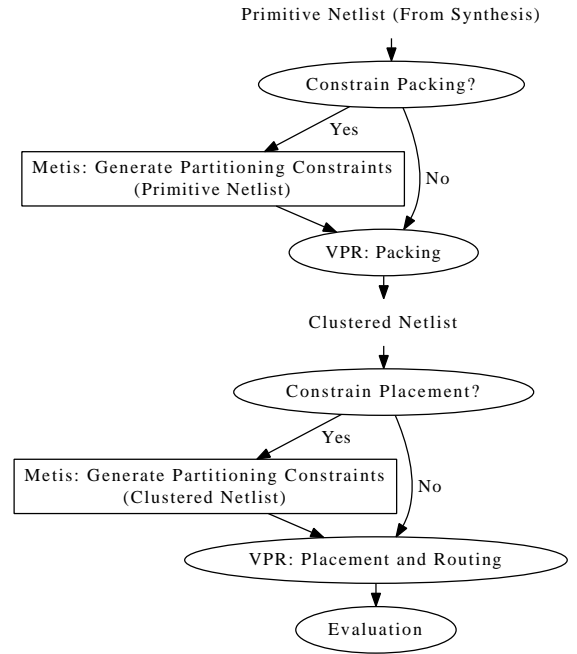 Primitive Netlist (From Synthesis)
Constrain Packing?
Yes
Metis: Generate Partitioning Constraints
(Primitive Netlist)
No
VPR: Packing
Clustered Netlist
Constrain Placement?
Yes
Metis: Generate Partitioning Constraints
(Clustered Netlist)
No
VPR: Placement and Routing
Evaluation